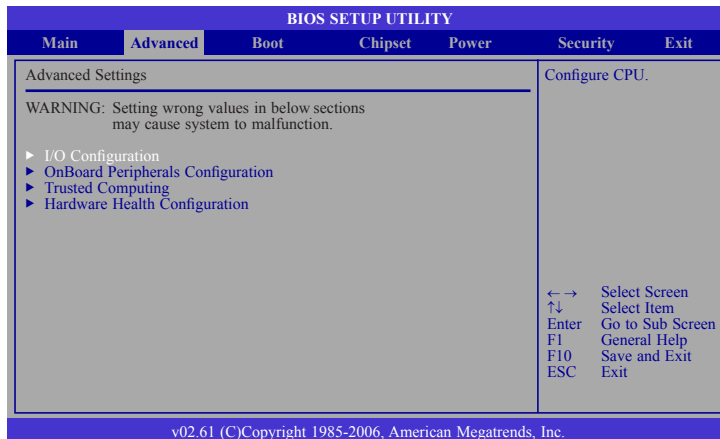 BIOS SETUP UTILITY
Main Advanced Boot Chipset Power Security Exit
Advanced Settings
WARNING: Setting wrong values in below sections
may cause system to malfunction.
► I/O Configuration
► OnBoard Peripherals Configuration
► Trusted Computing
► Hardware Health Configuration
Configure CPU.
←→ Select Screen
↑↓ Select Item
Enter Go to Sub Screen
F1 General Help
F10 Save and Exit
ESC Exit
v02.61 (C)Copyright 1985-2006, American Megatrends, Inc.